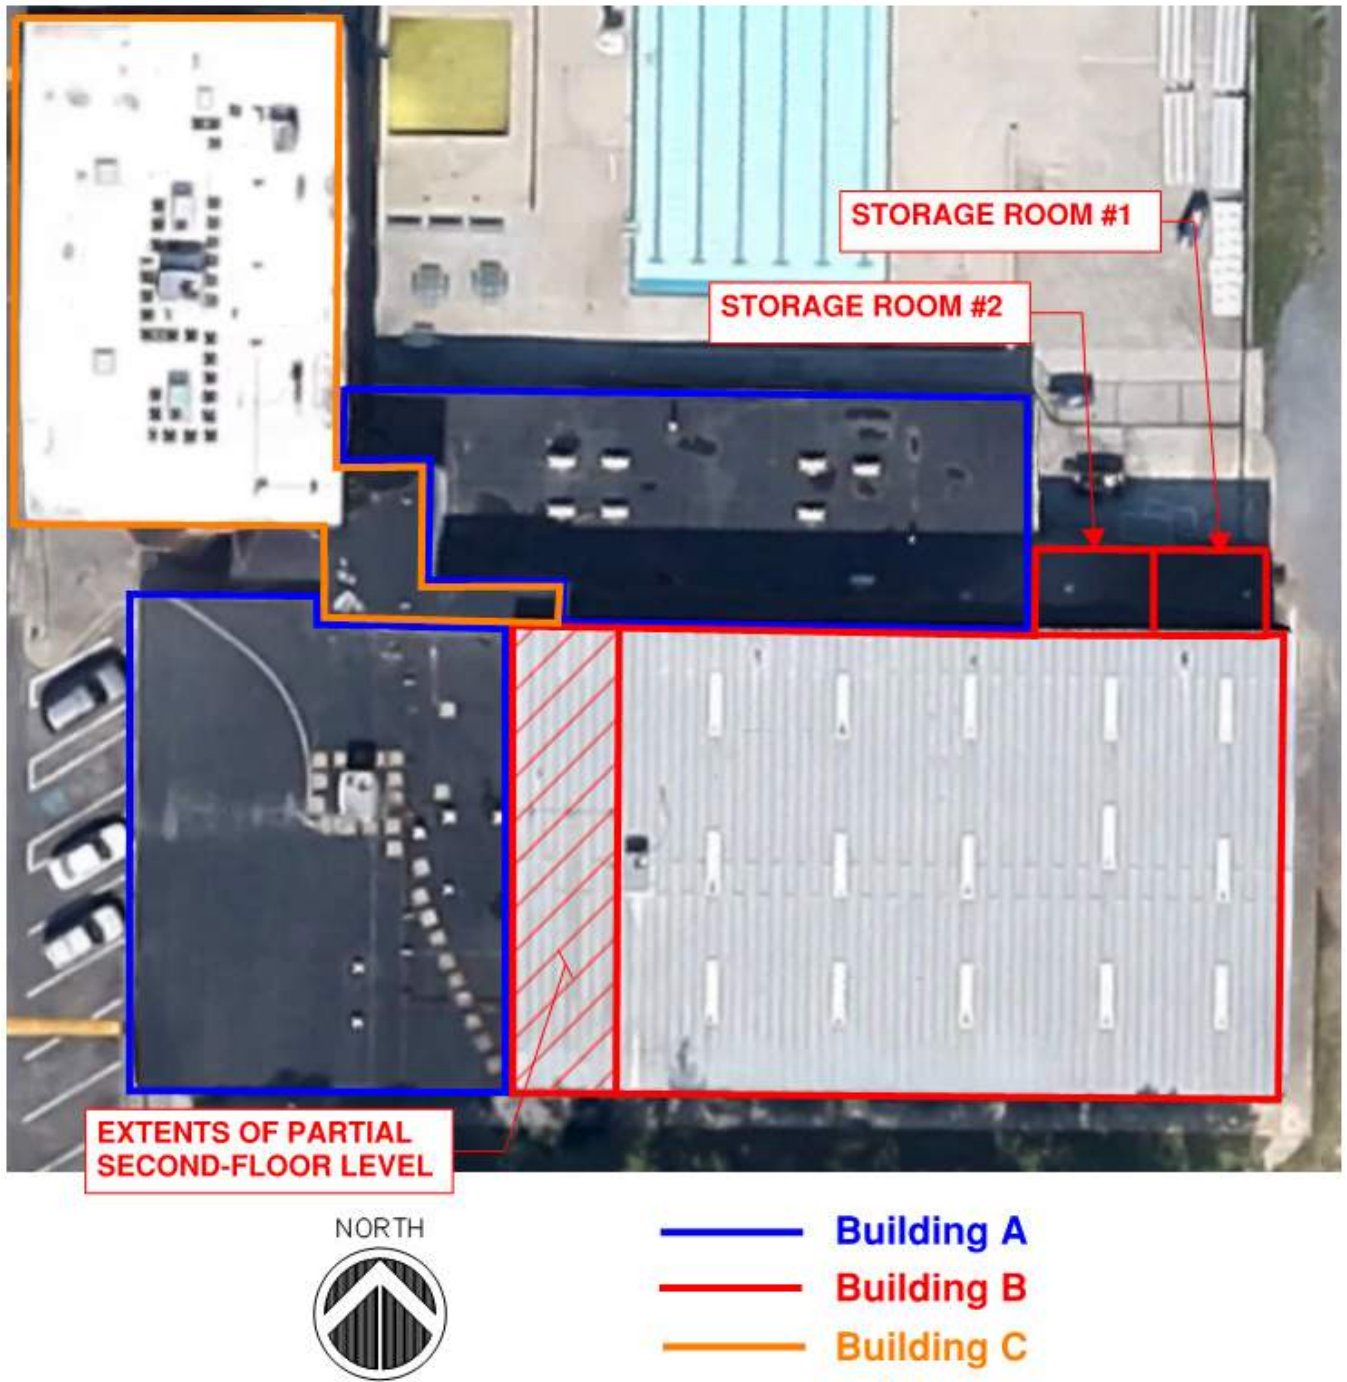 STORAGE ROOM #1
STORAGE ROOM #2
EXTENTS OF PARTIAL
SECOND-FLOOR LEVEL
NORTH
Building A
Building B
Building C